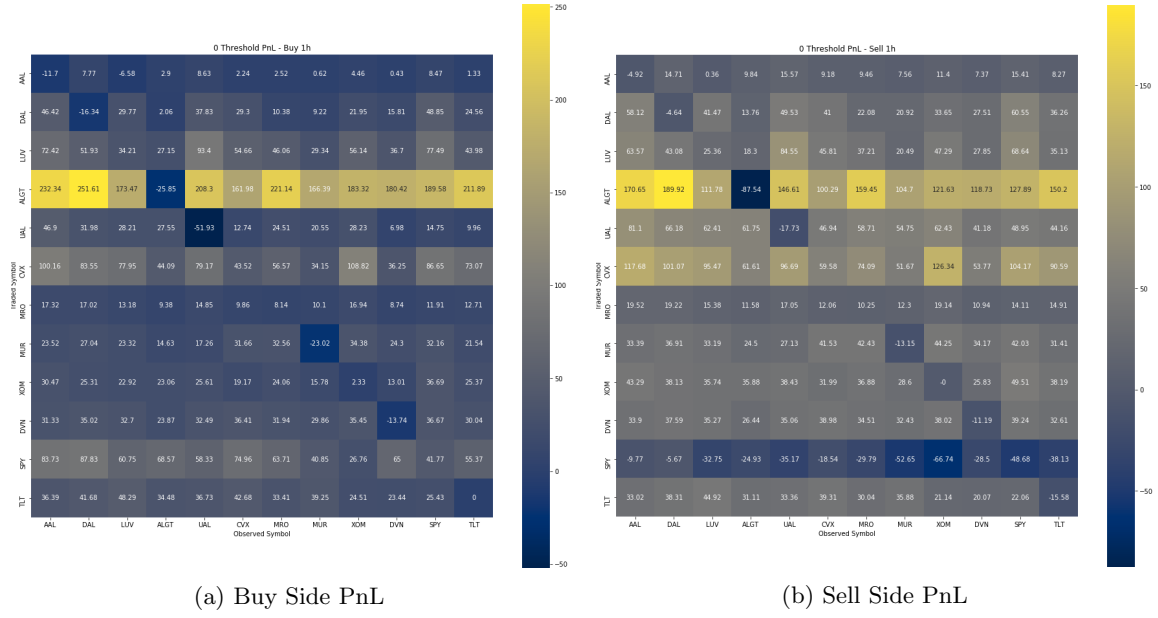 0 Threshold PnL - Buy 1h
AAL -11.7 7.77 -6.58 2.9 8.63 2.24 2.52 0.62 4.46 0.43 8.47 1.33
DAL 46.42 -16.34 29.77 2.06 37.83 29.3 10.38 9.22 21.95 15.81 48.85 24.56
LUV 72.42 51.93 34.21 27.15 93.4 54.66 46.06 29.34 56.14 36.7 77.49 43.98
ALGT 232.34 251.61 173.47 -25.85 208.3 161.98 221.14 166.39 183.32 180.42 189.58 211.89
UAL 46.9 31.98 28.21 27.55 -51.93 12.74 24.51 20.55 28.23 6.98 14.75 9.96
CVX 100.16 83.55 77.95 44.09 79.17 43.52 56.57 34.15 108.82 36.25 86.65 73.07
Traded Symbol
MRO 17.32 17.02 13.18 9.38 14.85 9.86 8.14 10.1 16.94 8.74 11.91 12.71
MUR 23.52 27.04 23.32 14.63 17.26 31.66 32.56 -23.02 34.38 24.3 32.16 21.54
XOM 30.47 25.31 22.92 23.06 25.61 19.17 24.06 15.78 2.33 13.01 36.69 25.37
DVN 31.33 35.02 32.7 23.87 32.49 36.41 31.94 29.86 35.45 -13.74 36.67 30.04
SPY 83.73 87.83 60.75 68.57 58.33 74.96 63.71 40.85 26.76 65 41.77 55.37
TLT 36.39 41.68 48.29 34.48 36.73 42.68 33.41 39.25 24.51 23.44 25.43 0
AAL DAL LUV ALGT UAL CVX MRO MUR XOM DVN SPY TLT
Observed Symbol
250
200
150
100
50
0
−50
(a) Buy Side PnL
0 Threshold PnL - Sell 1h
AAL -4.92 14.71 0.36 9.84 15.57 9.18 9.46 7.56 11.4 7.37 15.41 8.27
DAL 58.12 -4.64 41.47 13.76 49.53 41 22.08 20.92 33.65 27.51 60.55 36.26
LUV 63.57 43.08 25.36 18.3 84.55 45.81 37.21 20.49 47.29 27.85 68.64 35.13
ALGT 170.65 189.92 111.78 -87.54 146.61 100.29 159.45 104.7 121.63 118.73 127.89 150.2
UAL 81.1 66.18 62.41 61.75 -17.73 46.94 58.71 54.75 62.43 41.18 48.95 44.16
CVX 117.68 101.07 95.47 61.61 96.69 59.58 74.09 51.67 126.34 53.77 104.17 90.59
Traded Symbol
MRO 19.52 19.22 15.38 11.58 17.05 12.06 10.25 12.3 19.14 10.94 14.11 14.91
MUR 33.39 36.91 33.19 24.5 27.13 41.53 42.43 -13.15 44.25 34.17 42.03 31.41
XOM 43.29 38.13 35.74 35.88 38.43 31.99 36.88 28.6 -0 25.83 49.51 38.19
DVN 33.9 37.59 35.27 26.44 35.06 38.98 34.51 32.43 38.02 -11.19 39.24 32.61
SPY -9.77 -5.67 -32.75 -24.93 -35.17 -18.54 -29.79 -52.65 -66.74 -28.5 -48.68 -38.13
TLT 33.02 38.31 44.92 31.11 33.36 39.31 30.04 35.88 21.14 20.07 22.06 -15.58
AAL DAL LUV ALGT UAL CVX MRO MUR XOM DVN SPY TLT
Observed Symbol
150
100
50
0
−50
(b) Sell Side PnL